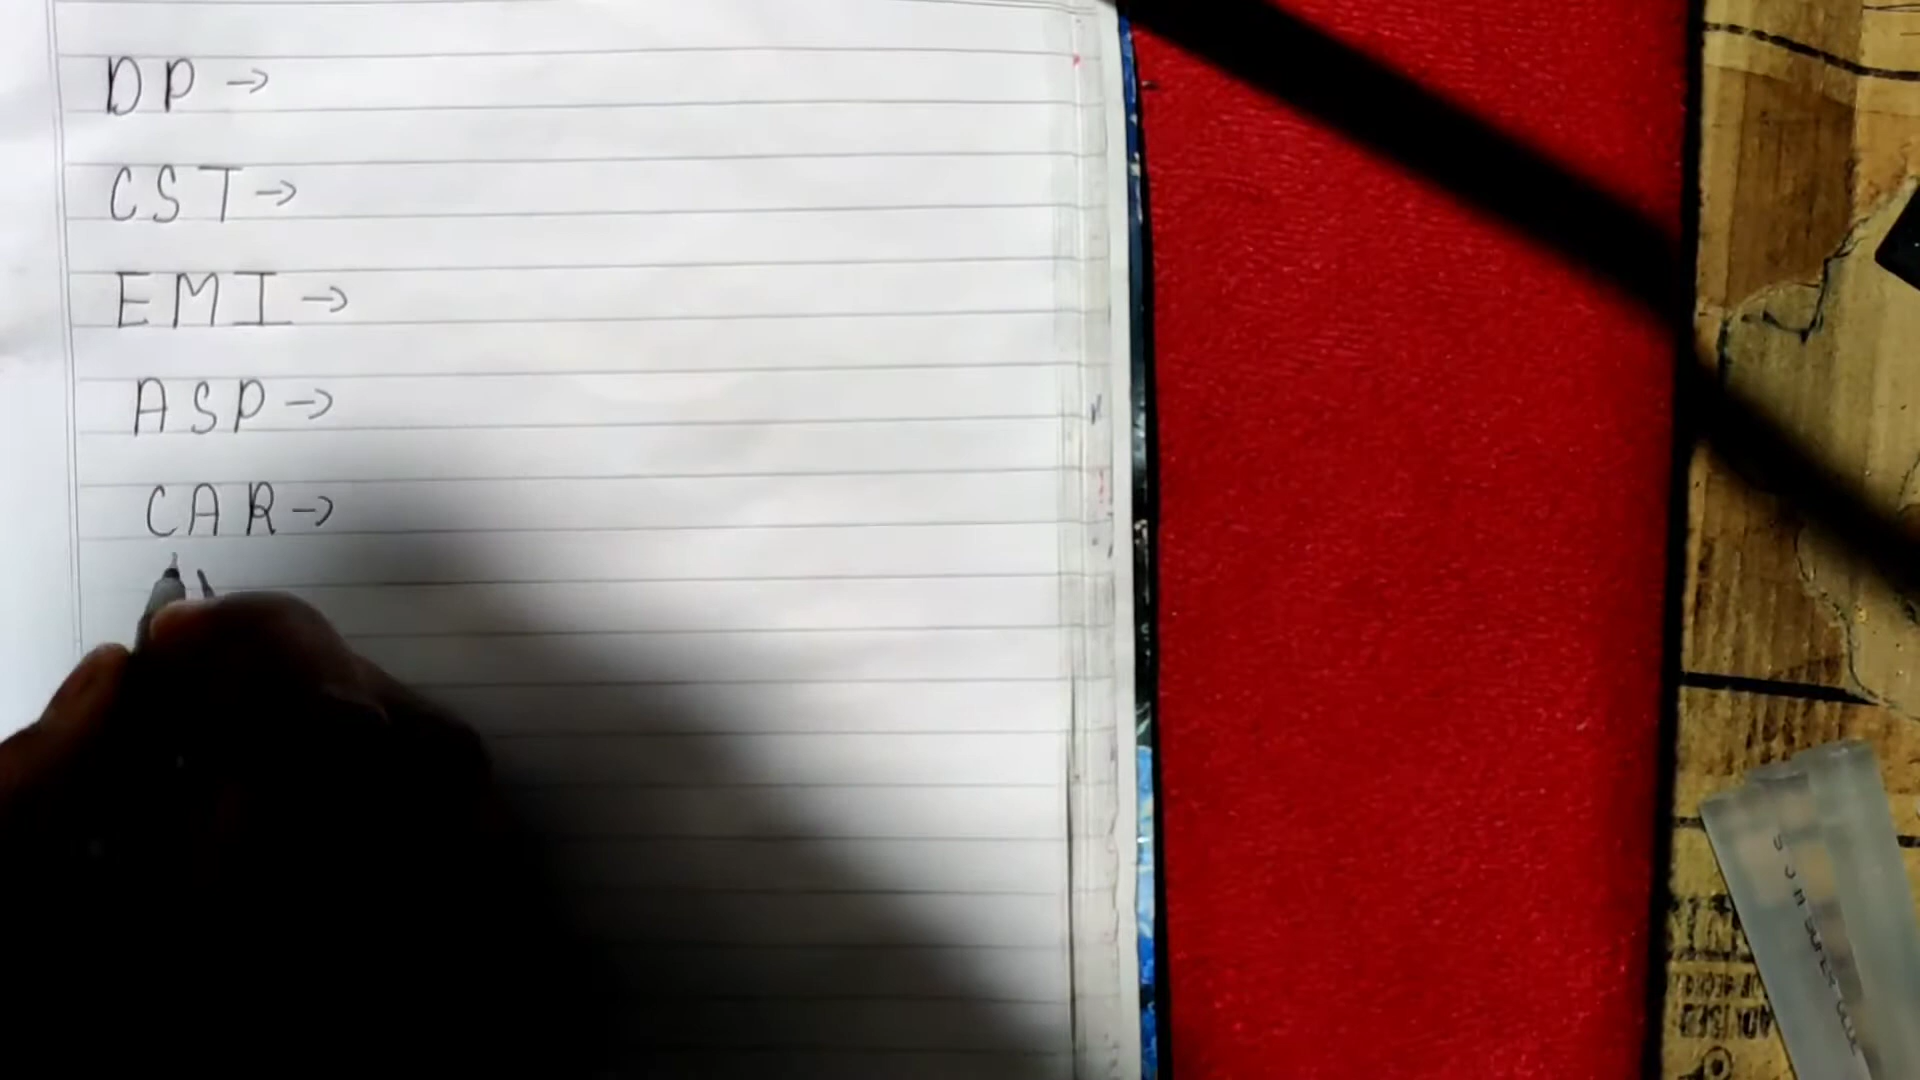 DP →
CST →
EMI →
ASP →
CAR →